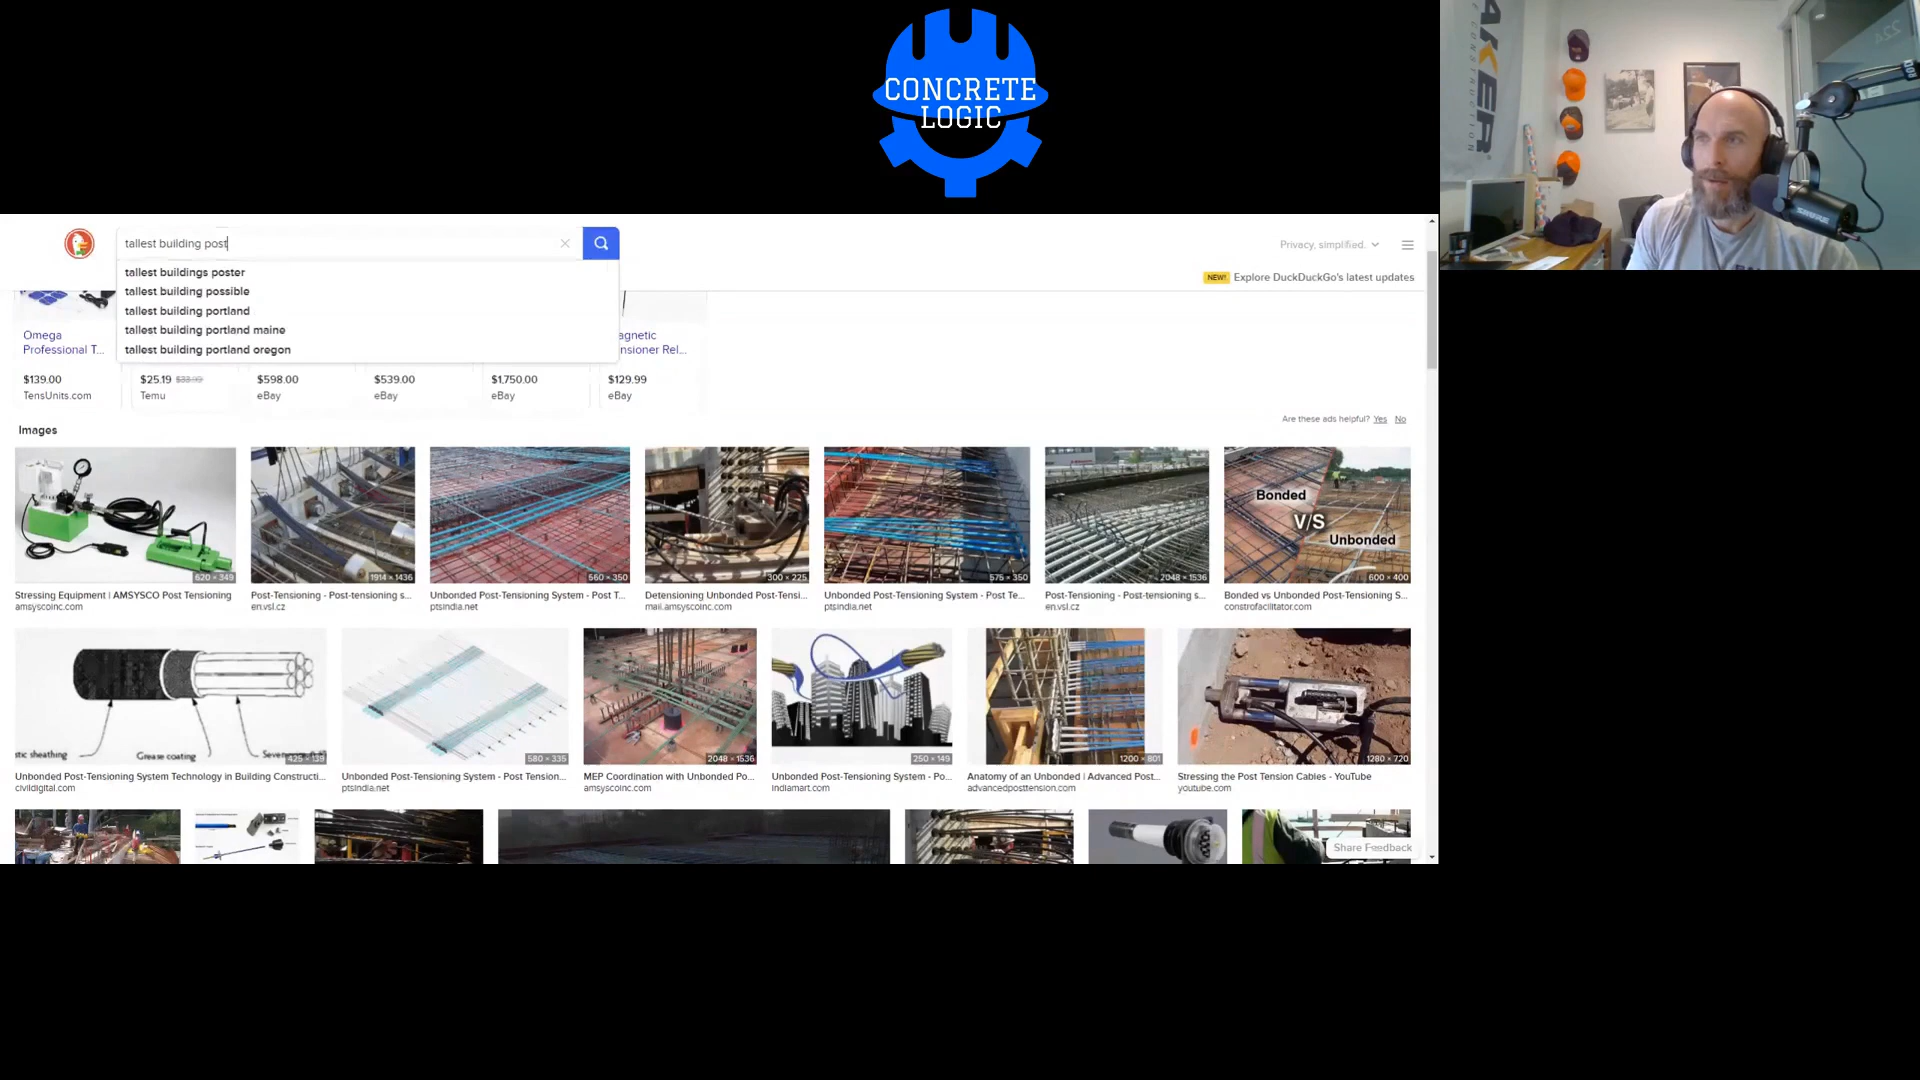 CONCRETE
LOGIC
AKER
CONSTRUCTION
224
SHURE
tallest building post
Privacy, simplified.
tallest buildings poster
tallest building possible
tallest building portland
tallest building portland maine
tallest building portland oregon
NEW! Explore DuckDuckGo's latest updates
Omega
Professional T...
agnetic
nsioner Rel...
$139.00
TensUnits.com
$25.19 $33.99
Temu
$598.00
eBay
$539.00
eBay
$1,750.00
eBay
$129.99
eBay
Are these ads helpful? Yes No
Images
620 × 349
1914 × 1436
560 × 350
300 × 225
575 × 350
2048 × 1536
Bonded
V/S
Unbonded
600 × 400
Stressing Equipment | AMSYSCO Post Tensioning
amsyscoinc.com
Post-Tensioning - Post-tensioning s...
en.vsl.cz
Unbonded Post-Tensioning System - Post T...
ptsindia.net
Detensioning Unbonded Post-Tensi...
mail.amsyscoinc.com
Unbonded Post-Tensioning System - Post Te...
ptsindia.net
Post-Tensioning - Post-tensioning s...
en.vsl.cz
Bonded vs Unbonded Post-Tensioning S...
constrofacilitator.com
stic sheathing
Grease coating
Seven
425 × 139
580 × 335
2048 × 1536
250 × 149
1200 × 801
1280 × 720
Unbonded Post-Tensioning System Technology in Building Constructi...
civildigital.com
Unbonded Post-Tensioning System - Post Tension...
ptsindia.net
MEP Coordination with Unbonded Po...
amsyscoinc.com
Unbonded Post-Tensioning System - Po...
indiamart.com
Anatomy of an Unbonded | Advanced Post...
advancedposttension.com
Stressing the Post Tension Cables - YouTube
youtube.com
Share Feedback